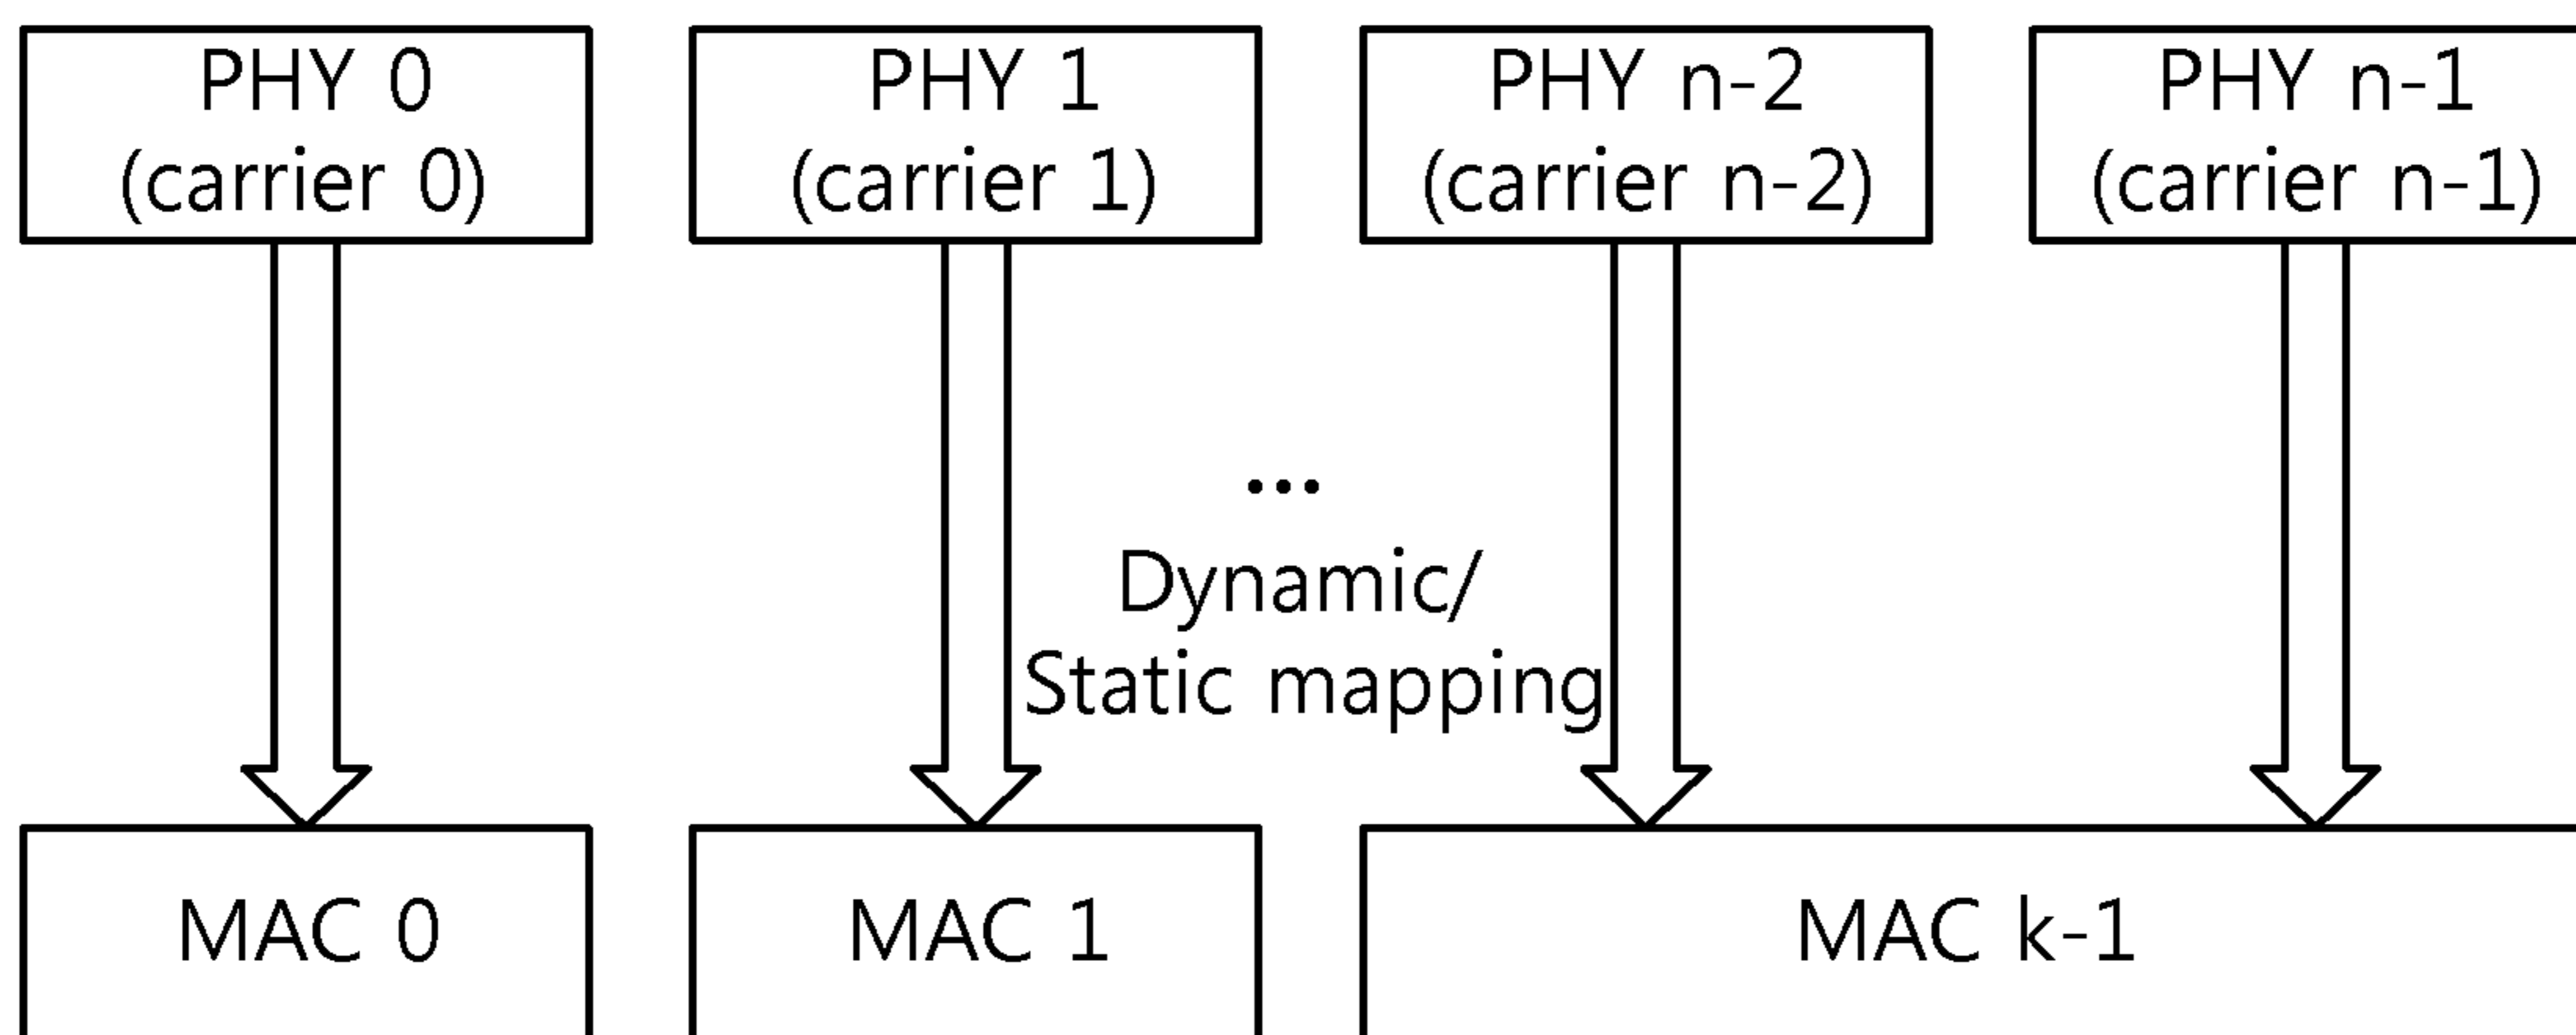 PHY 0
(carrier 0)
PHY 1
(carrier 1)
PHY n-2
(carrier n-2)
PHY n-1
(carrier n-1)
...
Dynamic/
Static mapping
MAC 0
MAC 1
MAC k-1